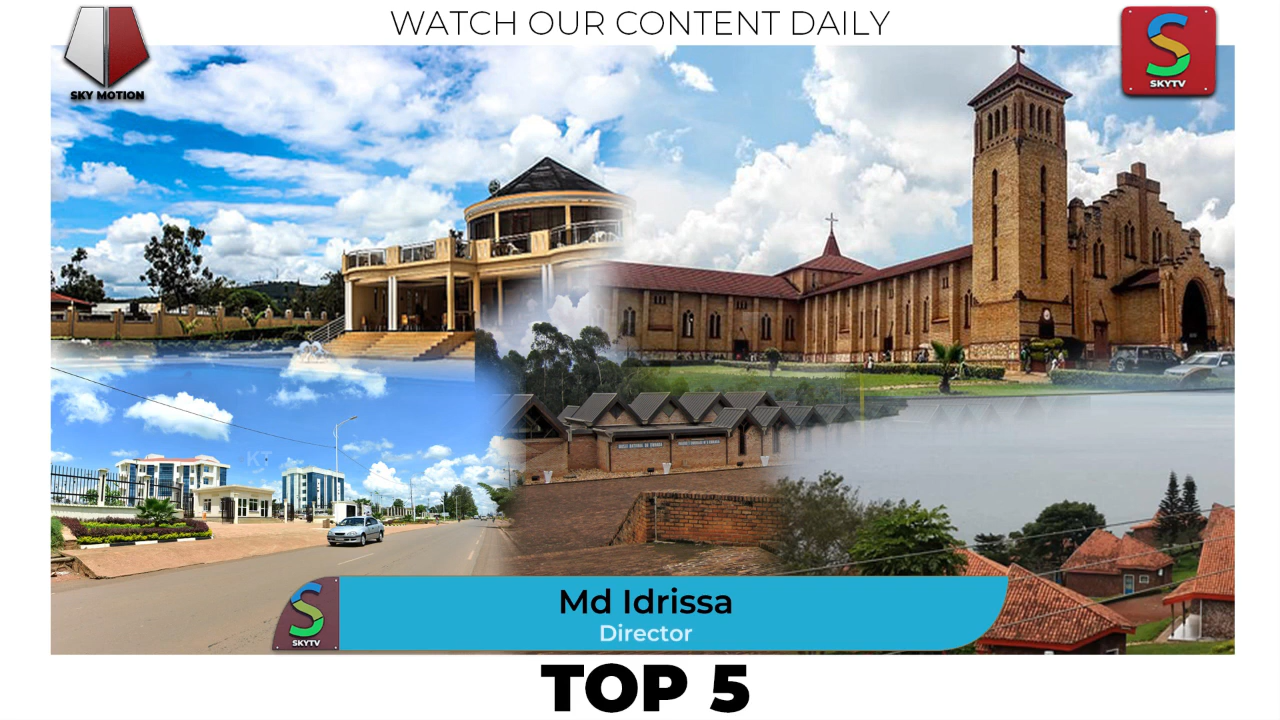 WATCH OUR CONTENT DAILY
SKY MOTION
S
SKYTV
S
SKYTV
Md Idrissa
Director
TOP 5